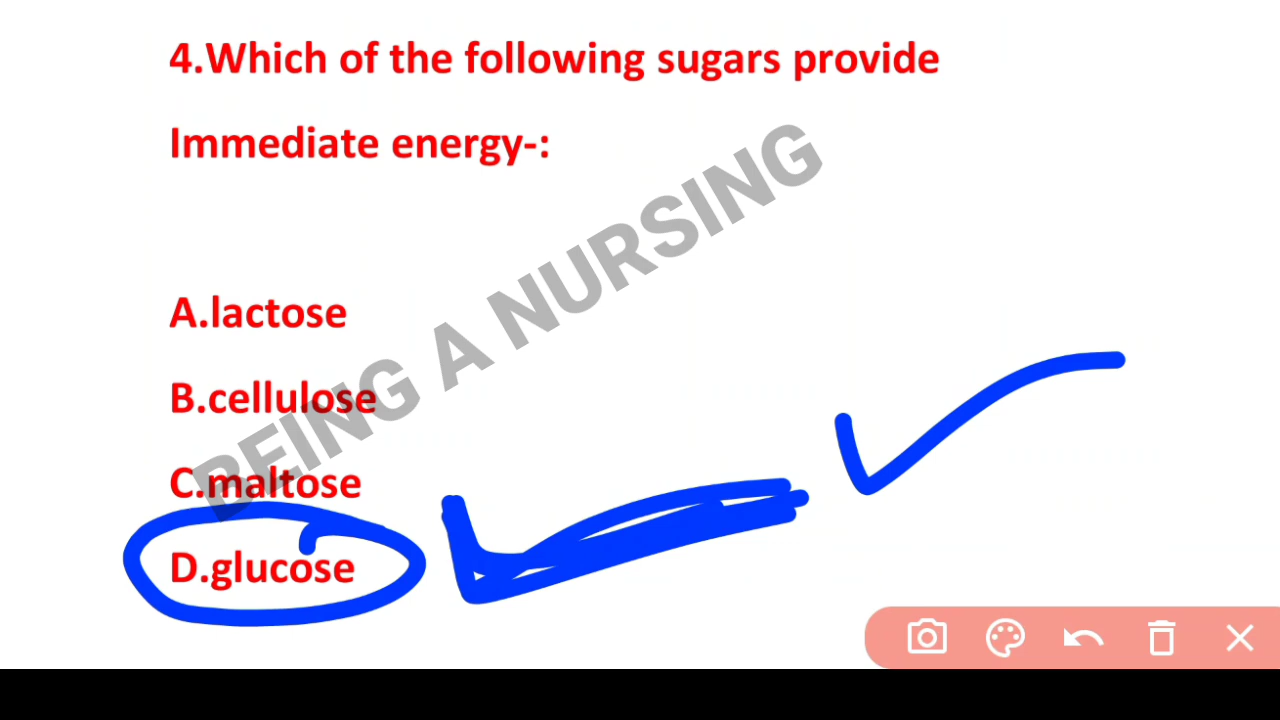 4.Which of the following sugars provide
Immediate energy-:
BEING A NURSING
A.lactose
B.cellulose
C.maltose
D.glucose